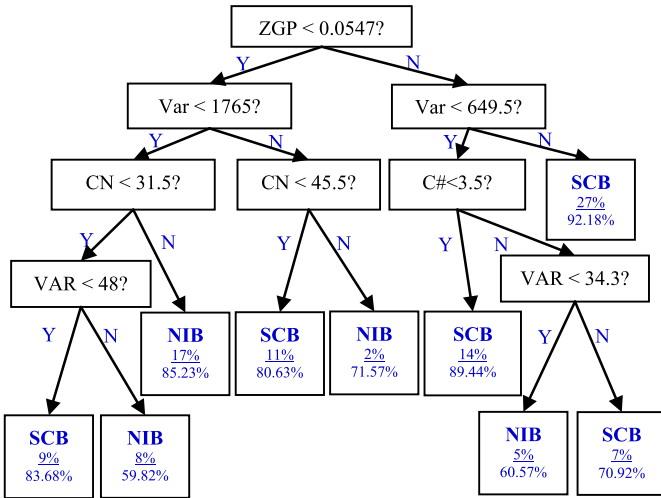 ZGP < 0.0547?
Y
N
Var < 1765?
Var < 649.5?
Y
N
Y
N
CN < 31.5?
CN < 45.5?
C#<3.5?
SCB
27%
92.18%
Y
N
Y
N
Y
N
VAR < 48?
VAR < 34.3?
NIB
17%
85.23%
SCB
11%
80.63%
NIB
2%
71.57%
SCB
14%
89.44%
Y
N
Y
N
SCB
9%
83.68%
NIB
8%
59.82%
NIB
5%
60.57%
SCB
7%
70.92%